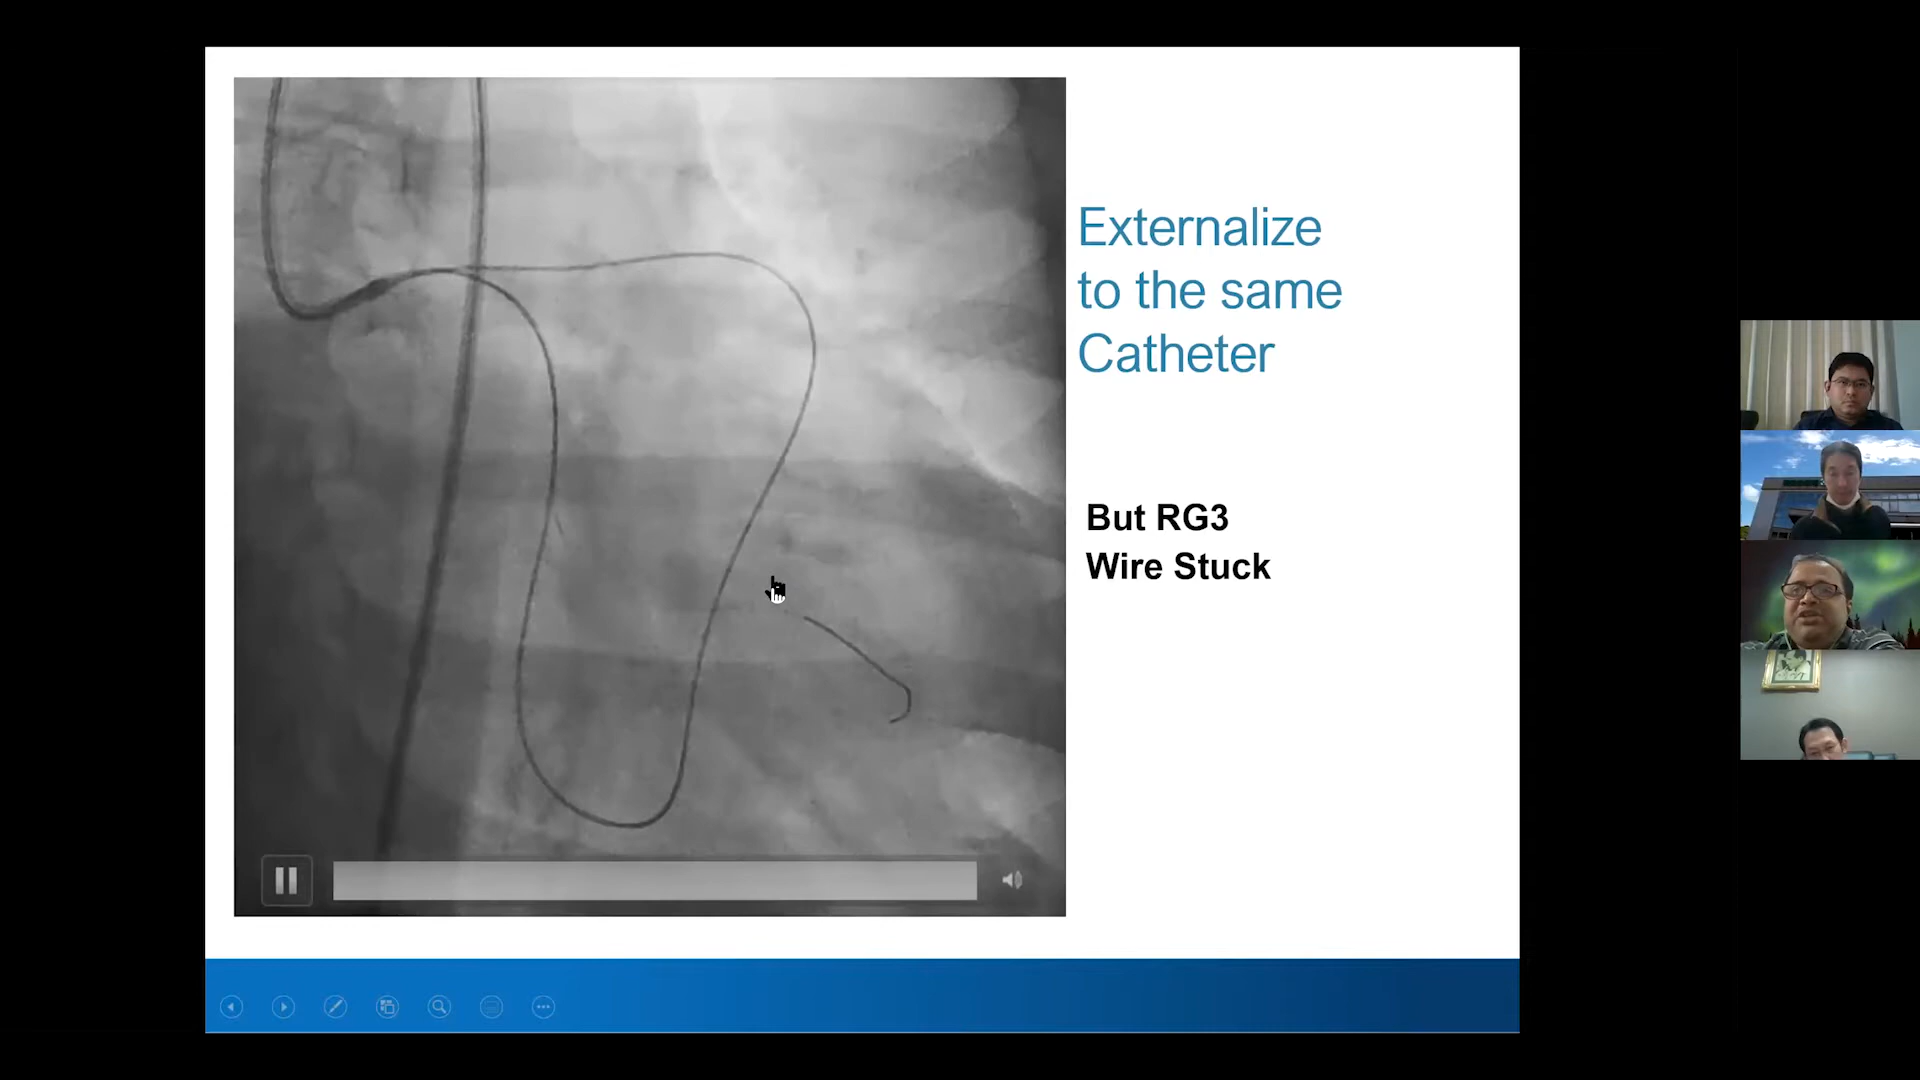 Externalize
to the same
Catheter
But RG3
Wire Stuck